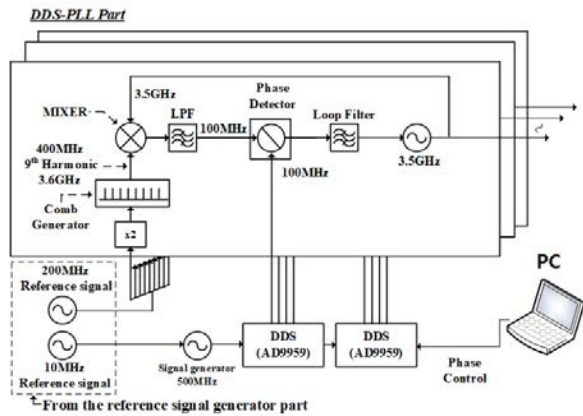 DDS-PLL Part
3.5GHz
MIXER
LPF
100MHz
Phase
Detector
Loop Filter
3.5GHz
400MHz
9th Harmonic
3.6GHz
100MHz
Comb
Generator
x2
200MHz
Reference signal
10MHz
Reference signal
Signal generator
500MHz
DDS
(AD9959)
DDS
(AD9959)
PC
Phase
Control
From the reference signal generator part